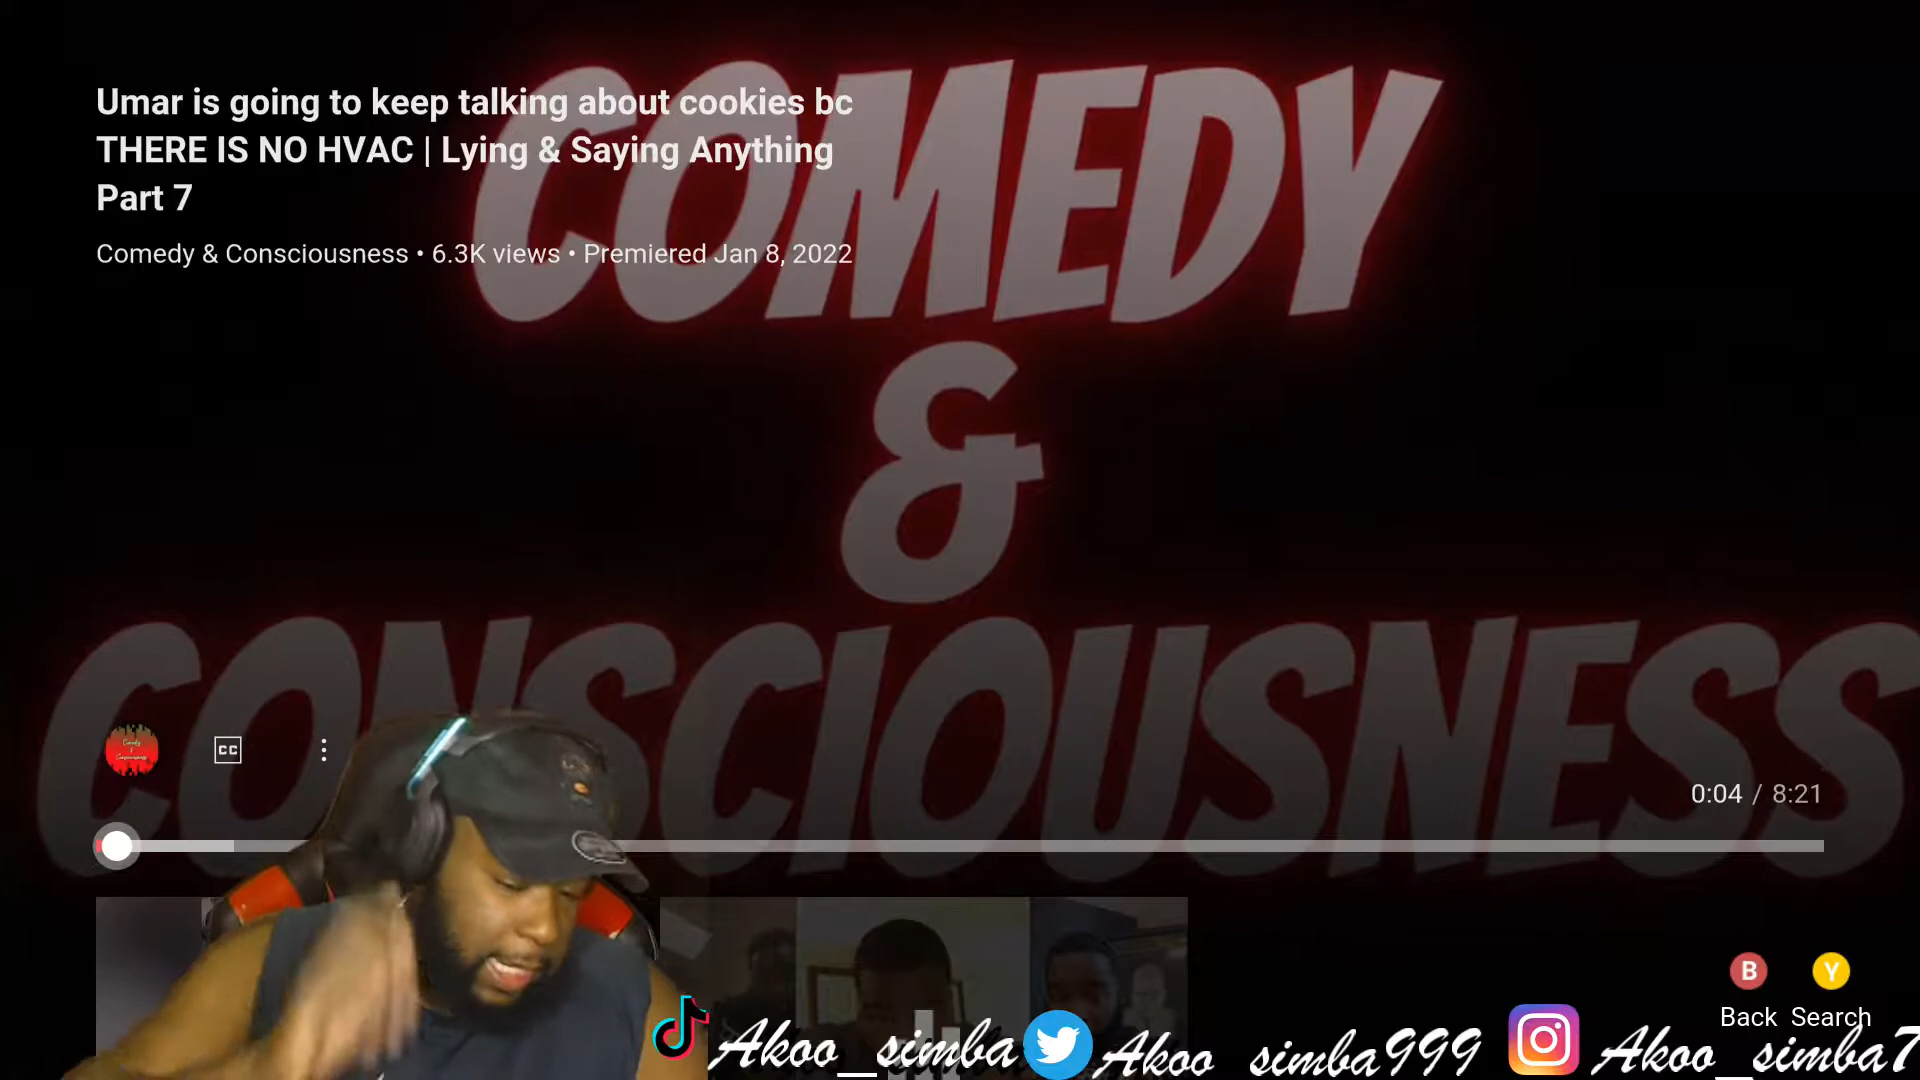 COMEDY
&
CONSCIOUSNESS
Umar is going to keep talking about cookies bc
THERE IS NO HVAC | Lying & Saying Anything
Part 7
Comedy & Consciousness • 6.3K views • Premiered Jan 8, 2022
CC
0:04 / 8:21
B Y
Back Search
Akoo_simba Akoo_simba999 Akoo_simba7